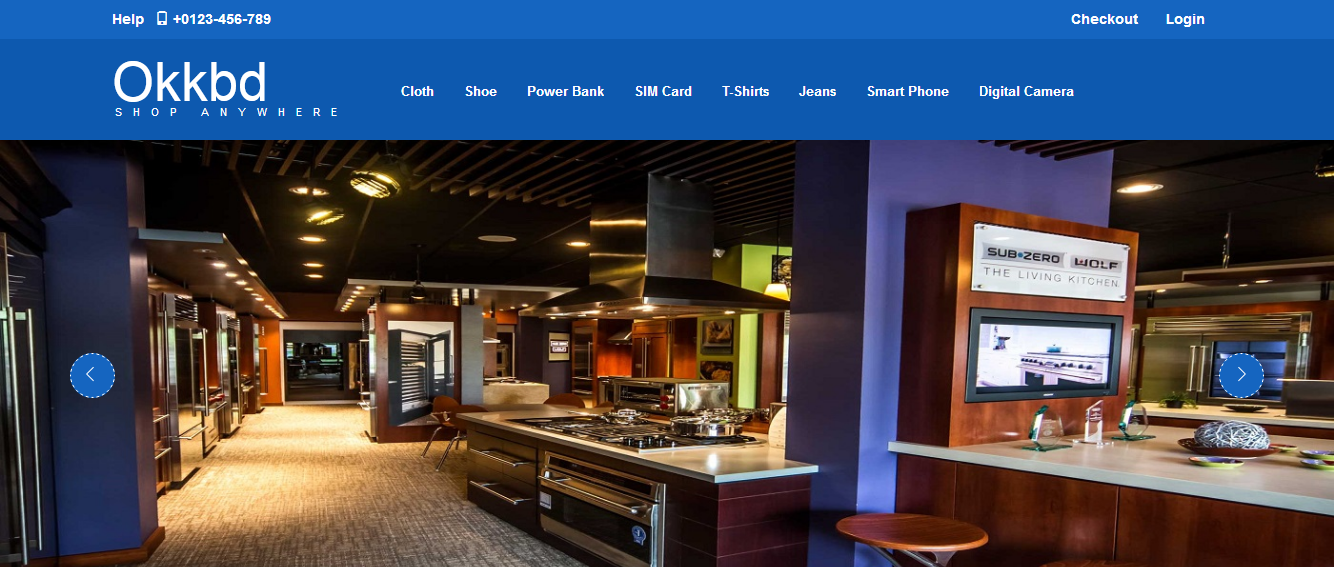 Help +0123-456-789 Checkout Login
Okkbd
SHOP ANYWHERE
Cloth Shoe Power Bank SIM Card T-Shirts Jeans Smart Phone Digital Camera
SUB-ZERO WOLF
THE LIVING KITCHEN